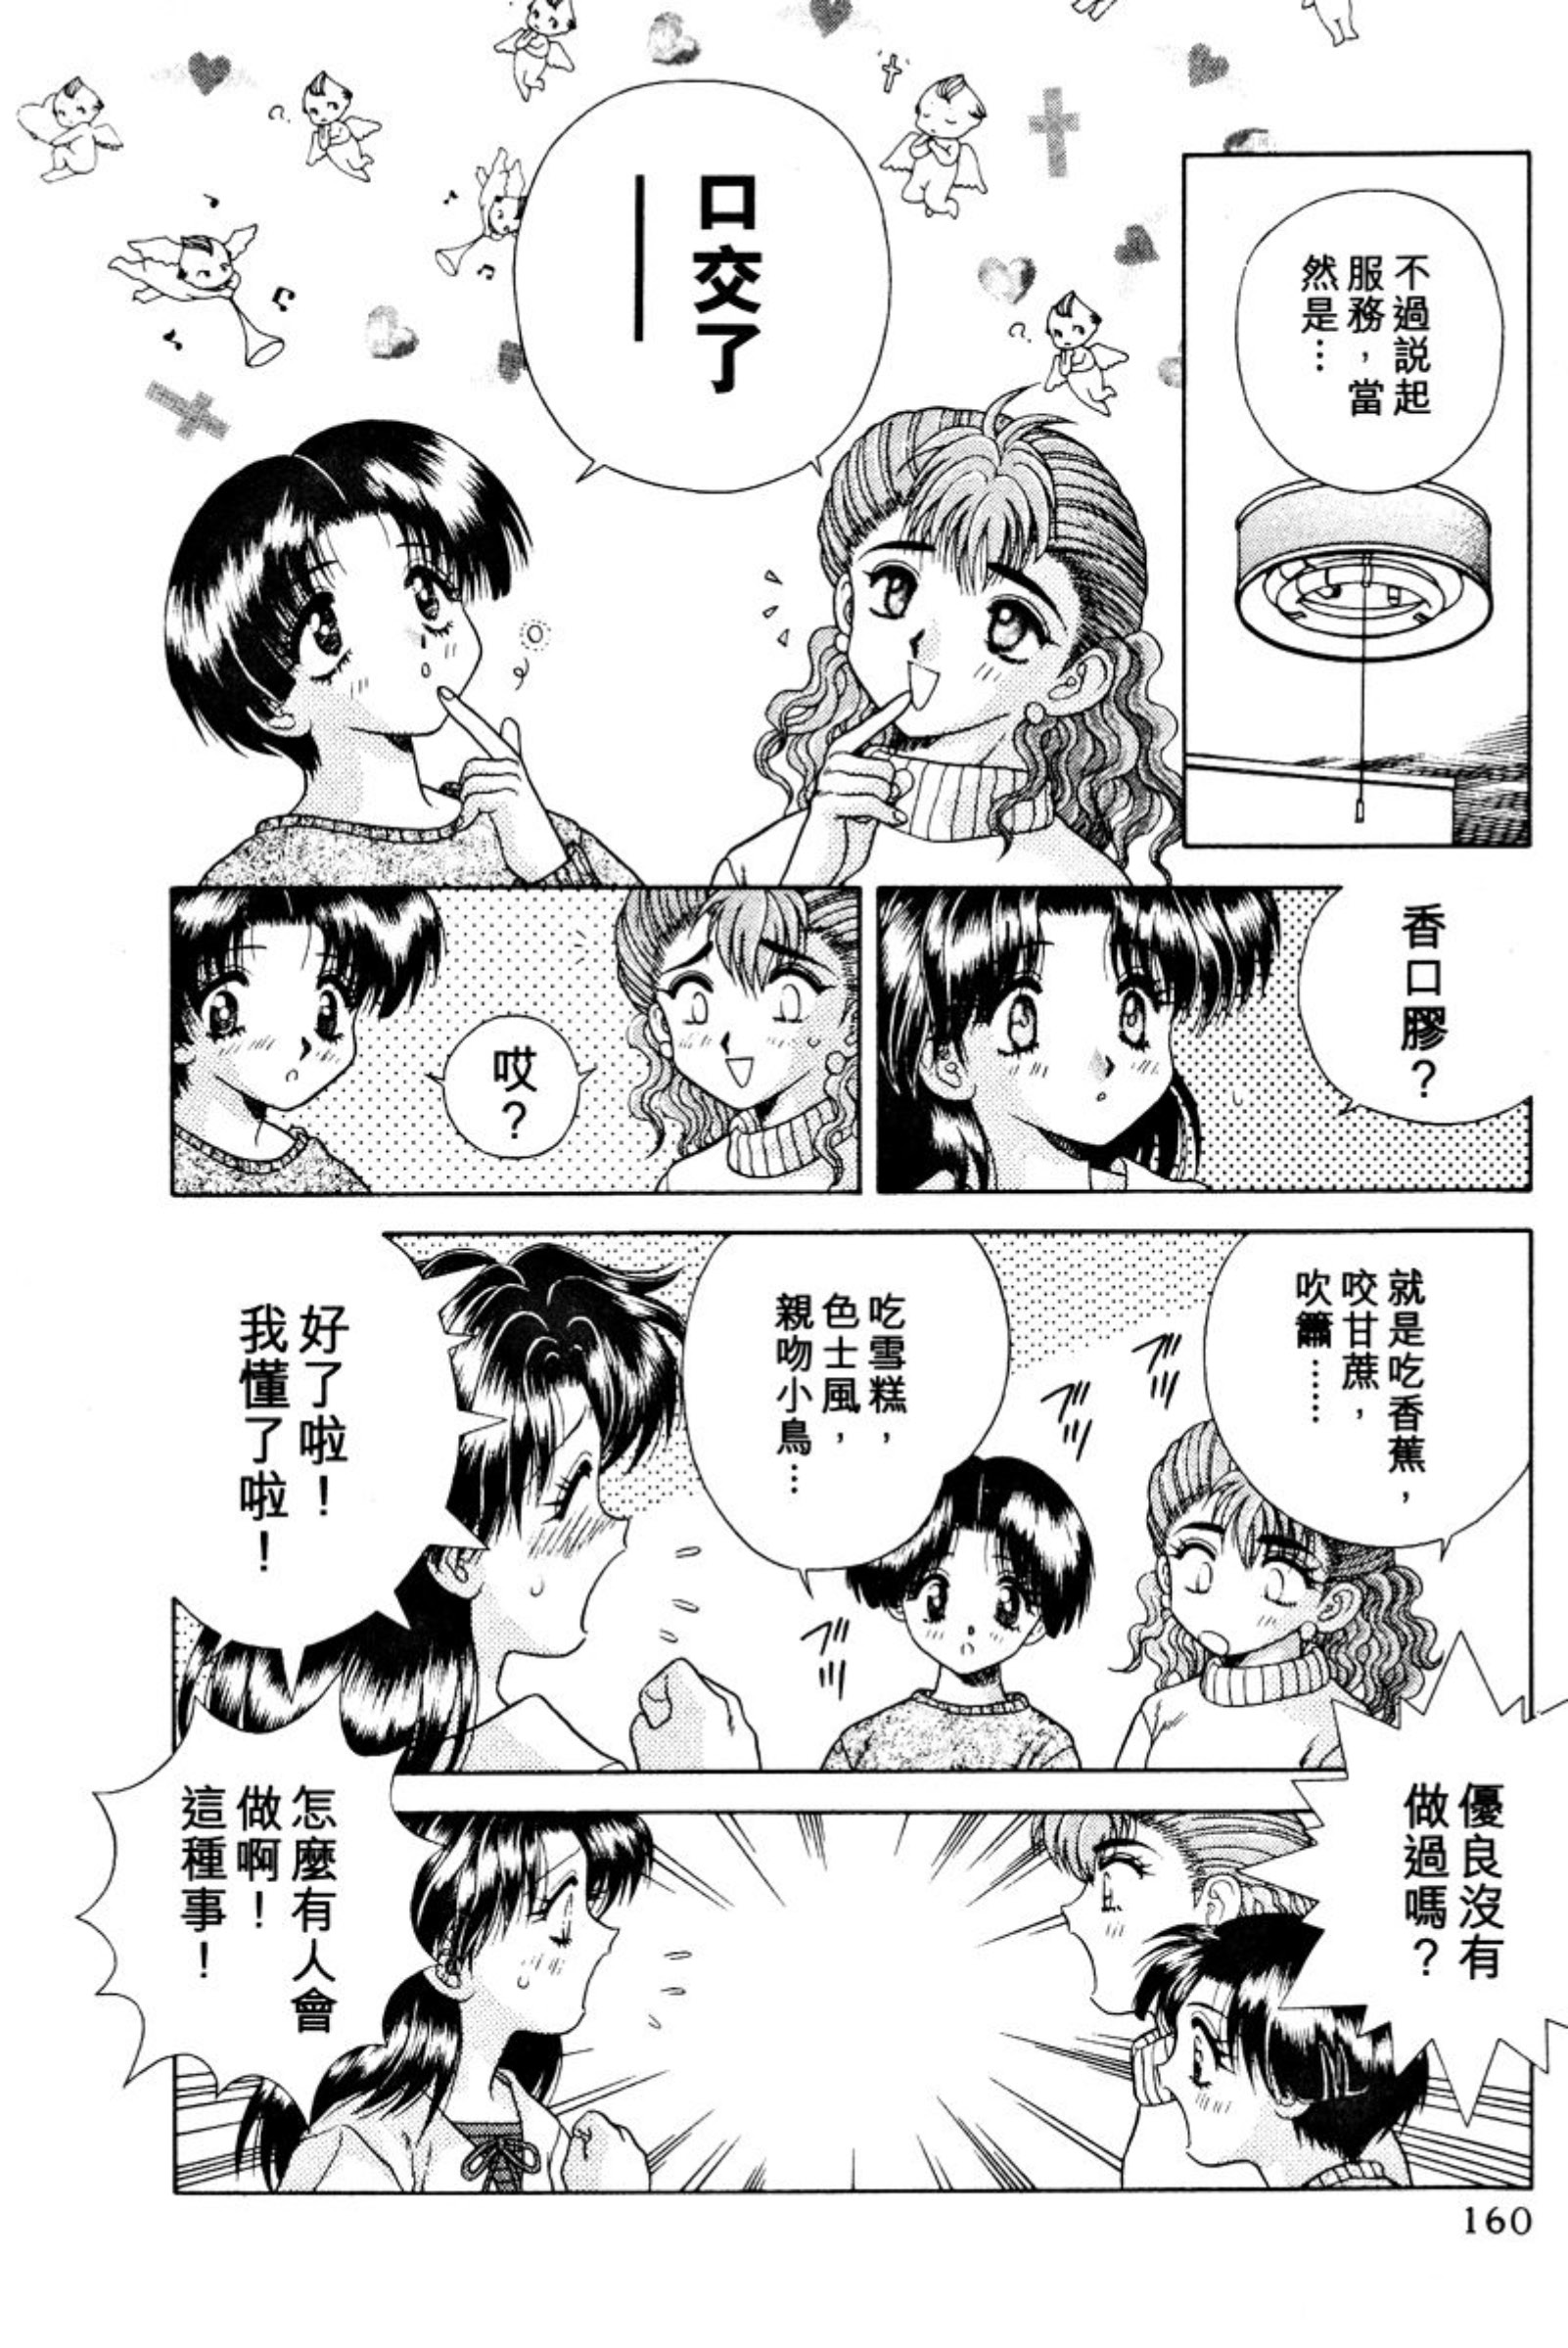 不過説起
服務，當
然是…
口交了
——
香口膠？
哎？
就是吃香蕉，
咬甘蔗，
吹簫……
吃雪糕，
色士風，
親吻小鳥…
好了啦！
我懂了啦！
優良沒有
做過嗎？
怎麼有人會
做啊！
這種事！
160